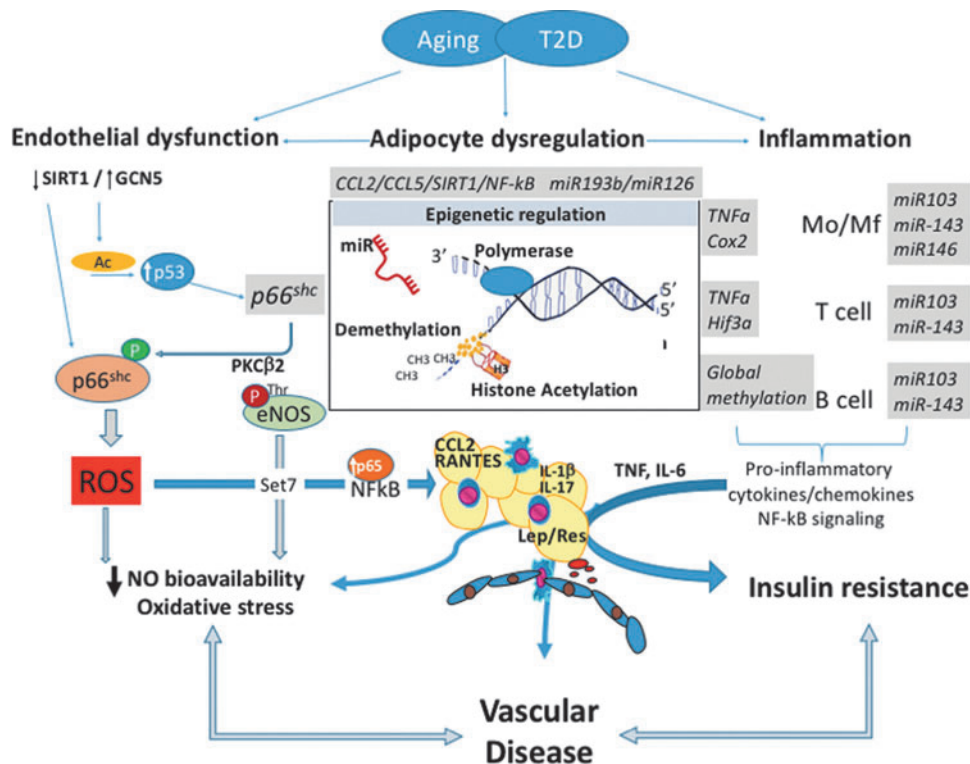 Aging
T2D
Endothelial dysfunction
Adipocyte dysregulation
Inflammation
↓SIRT1 / ↑GCN5
CCL2/CCL5/SIRT1/NF-kB miR193b/miR126
Epigenetic regulation
miR
3′
Polymerase
5′
5′
Demethylation
CH3 CH3
CH3
H3
Histone Acetylation
TNFa
Cox2
Mo/Mf
miR103
miR-143
miR146
TNFa
Hif3a
T cell
miR103
miR-143
Global
methylation
B cell
miR103
miR-143
Ac
↑p53
p66shc
P
p66shc
PKCβ2
P
Thr
eNOS
ROS
Set7
↑p65
NFkB
CCL2
RANTES
IL-1β
IL-17
Lep/Res
TNF, IL-6
Pro-inflammatory
cytokines/chemokines
NF-kB signaling
↓NO bioavailability
Oxidative stress
Insulin resistance
Vascular
Disease